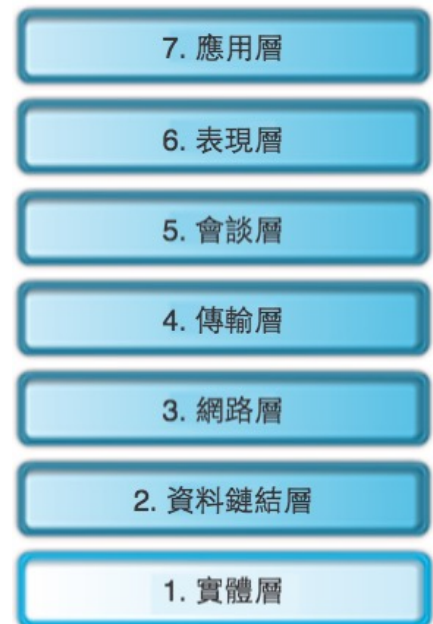 7. 應用層
6. 表現層
5. 會談層
4. 傳輸層
3. 網路層
2. 資料鏈結層
1. 實體層